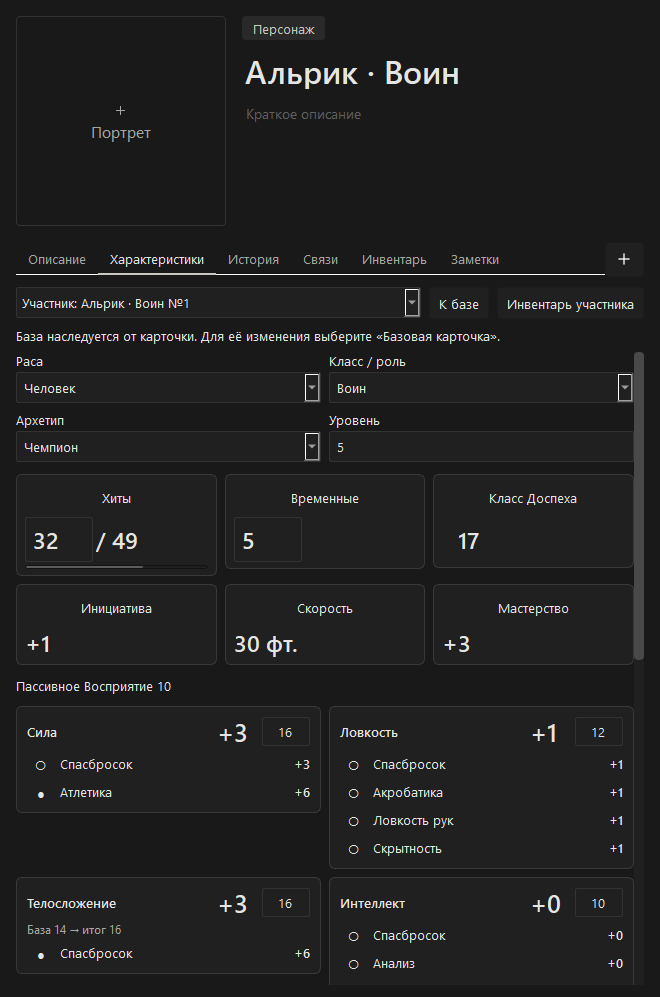 Персонаж
Альрик · Воин
Краткое описание
+
Портрет
Описание Характеристики История Связи Инвентарь Заметки +
Участник: Альрик · Воин №1 К базе Инвентарь участника
База наследуется от карточки. Для её изменения выберите «Базовая карточка».
Раса Класс / роль
Человек Воин
Архетип Уровень
Чемпион 5
Хиты Временные Класс Доспеха
32 / 49 5 17
Инициатива Скорость Мастерство
+1 30 фт. +3
Пассивное Восприятие 10
Сила +3 16
Спасбросок +3
Атлетика +6
Ловкость +1 12
Спасбросок +1
Акробатика +1
Ловкость рук +1
Скрытность +1
Телосложение +3 16
База 14 → итог 16
Спасбросок +6
Интеллект +0 10
Спасбросок +0
Анализ +0